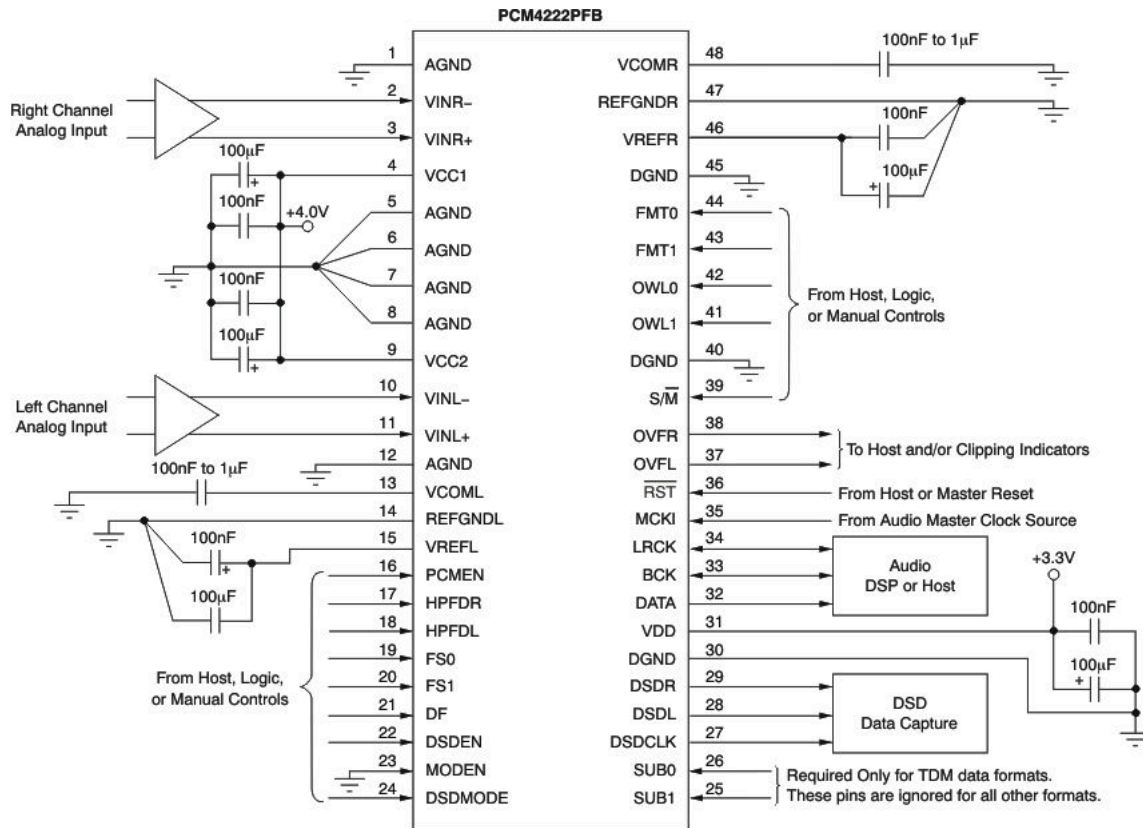 PCM4222PFB
1 AGND
Right Channel
Analog Input
2 VINR−
3 VINR+
100μF
+
4 VCC1
100nF
+4.0V
5 AGND
6 AGND
100nF
7 AGND
8 AGND
100μF
+
9 VCC2
Left Channel
Analog Input
10 VINL−
11 VINL+
12 AGND
100nF to 1μF
13 VCOML
14 REFGNDL
100nF
+
15 VREFL
100μF
16 PCMEN
17 HPFDR
18 HPFDL
19 FS0
From Host, Logic,
or Manual Controls
20 FS1
21 DF
22 DSDEN
23 MODEN
24 DSDMODE
VCOMR 48
100nF to 1μF
REFGNDR 47
100nF
VREFR 46
100μF
+
DGND 45
FMT0 44
FMT1 43
OWL0 42
From Host, Logic,
or Manual Controls
OWL1 41
DGND 40
S/M 39
OVFR 38
To Host and/or Clipping Indicators
OVFL 37
RST 36
From Host or Master Reset
MCKI 35
From Audio Master Clock Source
LRCK 34
BCK 33
Audio
DSP or Host
DATA 32
+3.3V
100nF
VDD 31
DGND 30
100μF
+
DSDR 29
DSDL 28
DSD
Data Capture
DSDCLK 27
SUB0 26
Required Only for TDM data formats.
SUB1 25
These pins are ignored for all other formats.